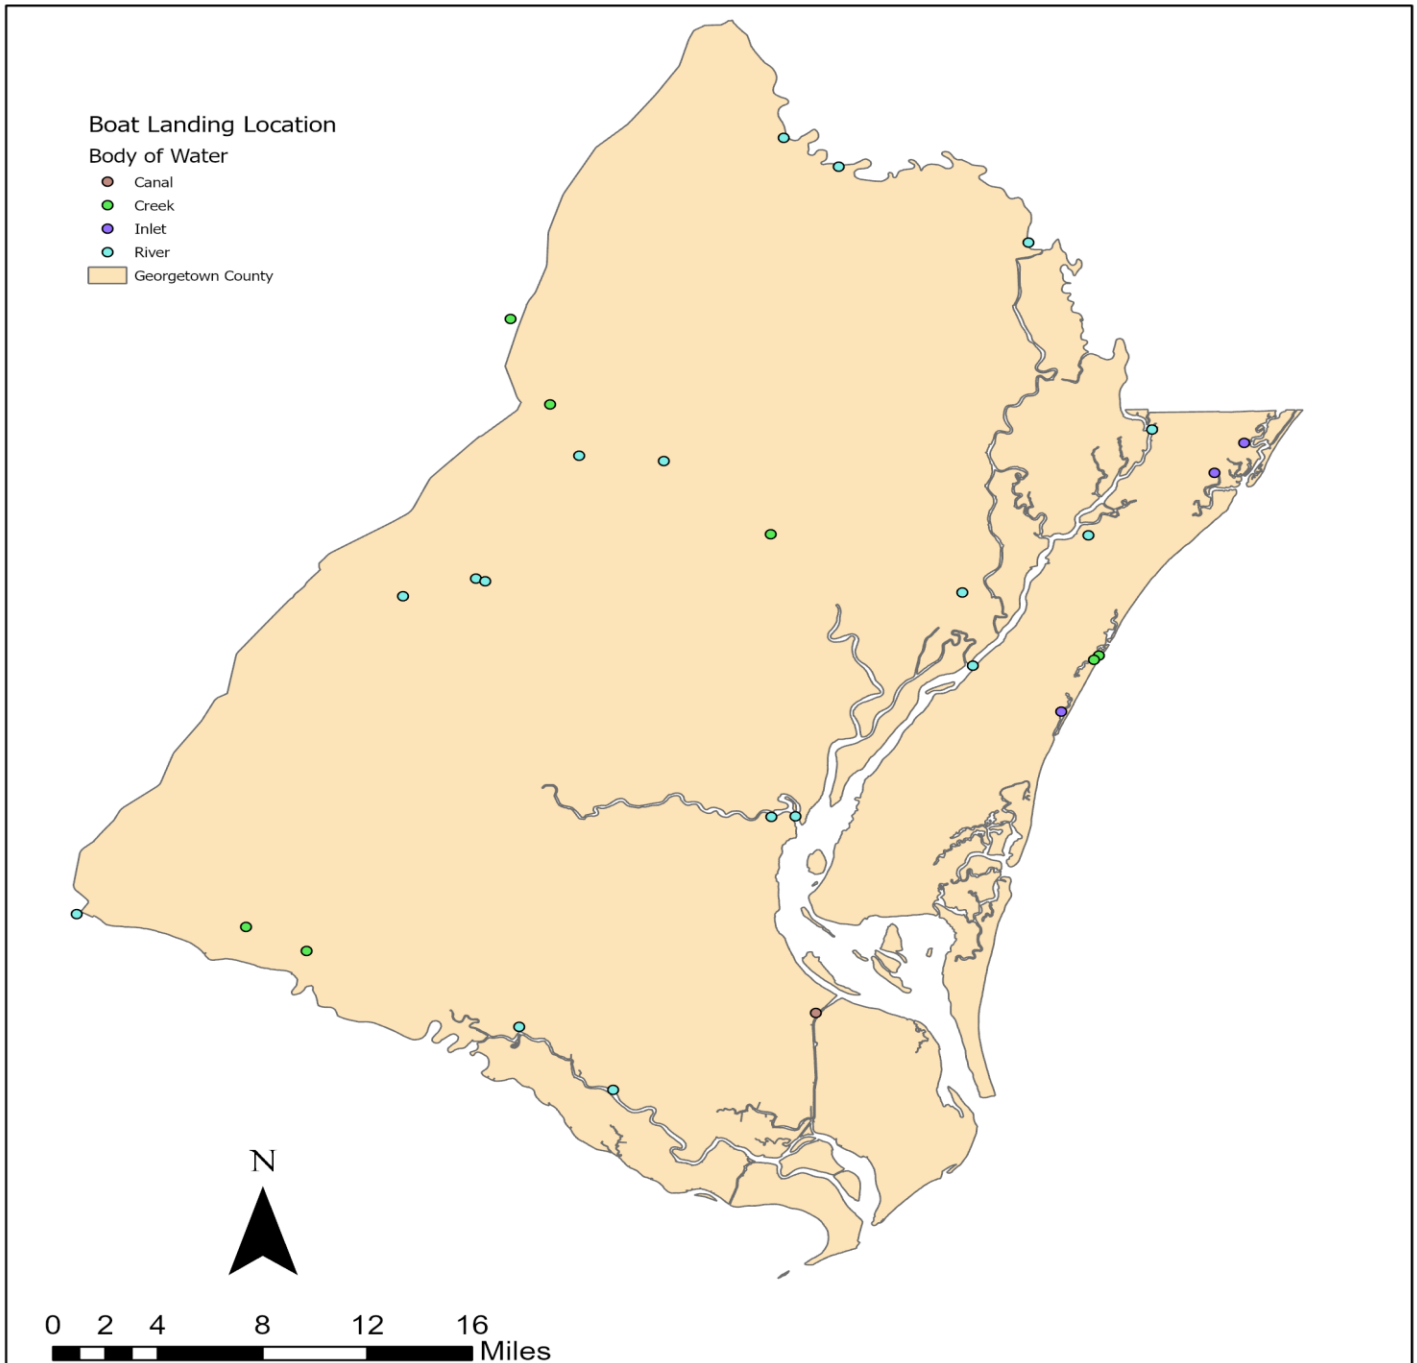 Boat Landing Location
Body of Water
Canal
Creek
Inlet
River
Georgetown County
N
0 2 4 8 12 16
Miles